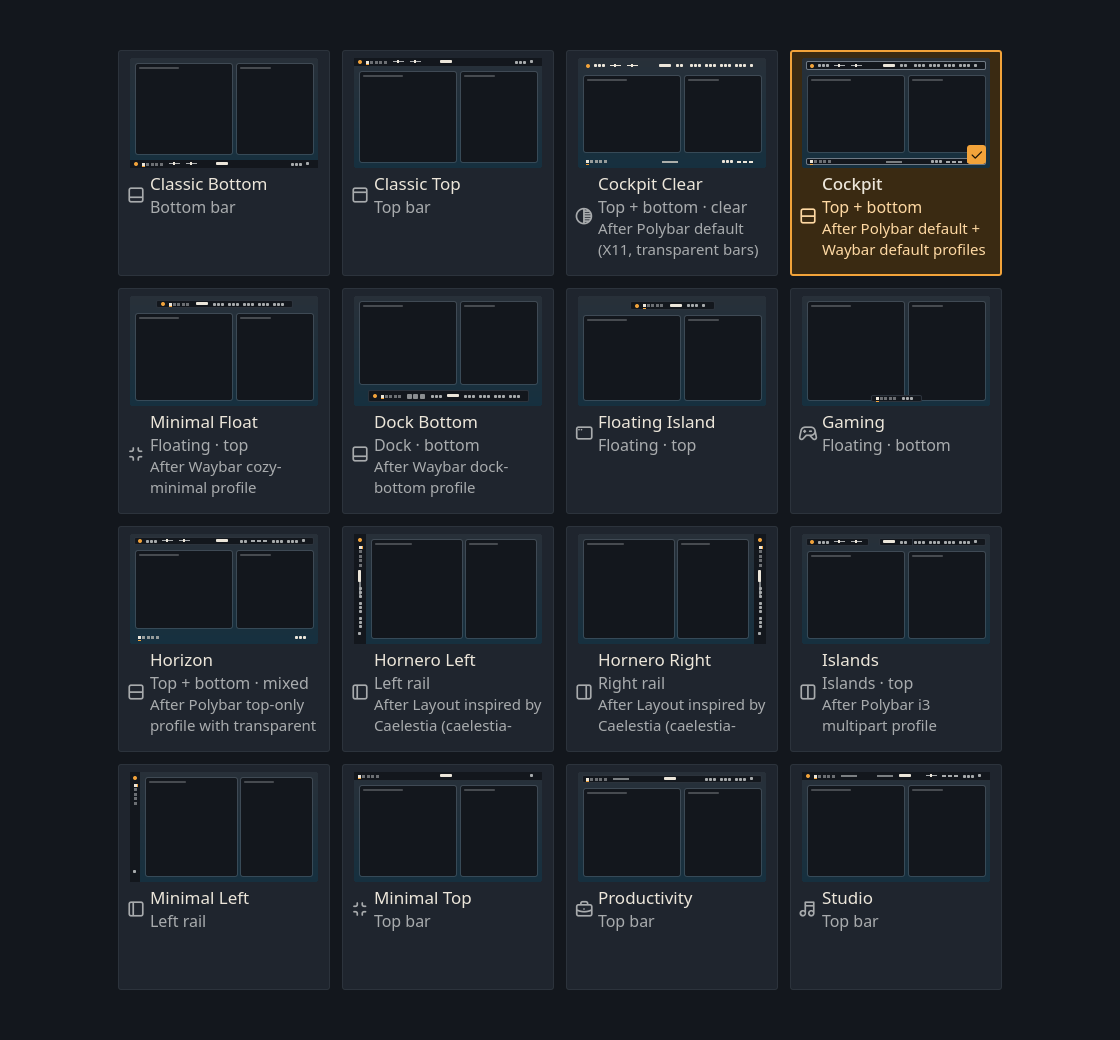 Classic Bottom
Bottom bar
Classic Top
Top bar
Cockpit Clear
Top + bottom · clear
After Polybar default
(X11, transparent bars)
Cockpit
Top + bottom
After Polybar default +
Waybar default profiles
Minimal Float
Floating · top
After Waybar cozy-
minimal profile
Dock Bottom
Dock · bottom
After Waybar dock-
bottom profile
Floating Island
Floating · top
Gaming
Floating · bottom
Horizon
Top + bottom · mixed
After Polybar top-only
profile with transparent
Hornero Left
Left rail
After Layout inspired by
Caelestia (caelestia-
Hornero Right
Right rail
After Layout inspired by
Caelestia (caelestia-
Islands
Islands · top
After Polybar i3
multipart profile
Minimal Left
Left rail
Minimal Top
Top bar
Productivity
Top bar
Studio
Top bar